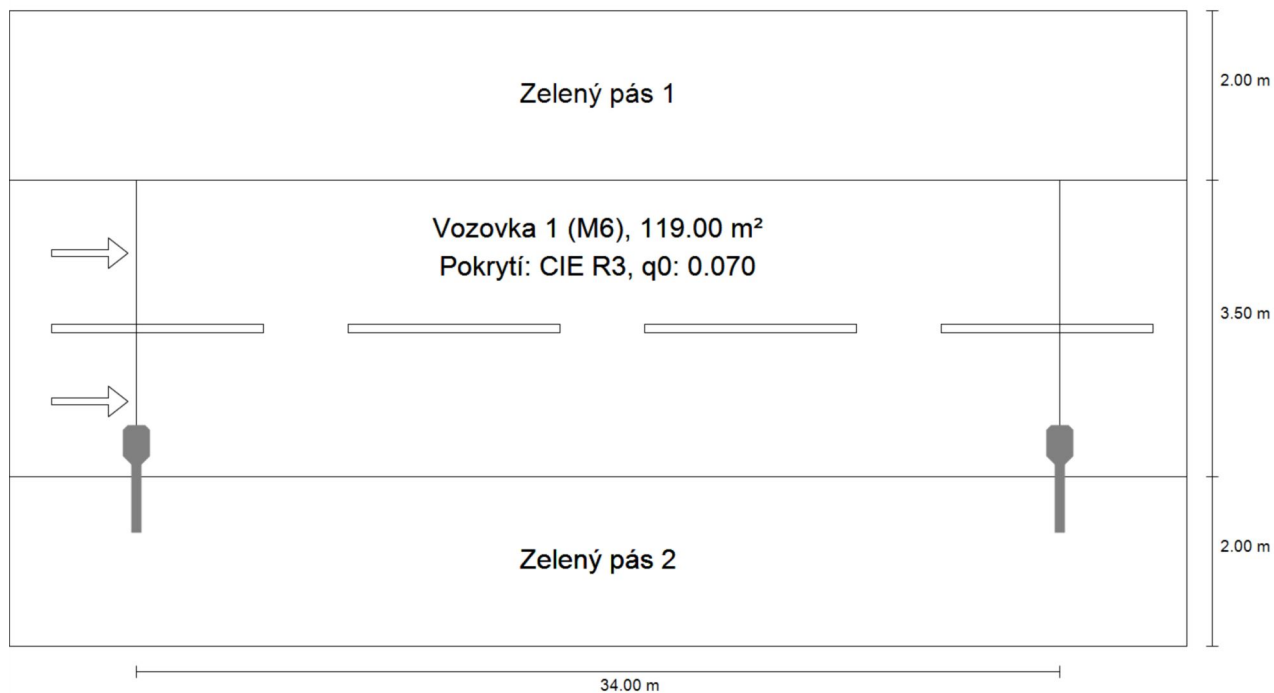 Zelený pás 1
2.00 m
Vozovka 1 (M6), 119.00 m²
Pokrytí: CIE R3, q0: 0.070
3.50 m
Zelený pás 2
2.00 m
34.00 m